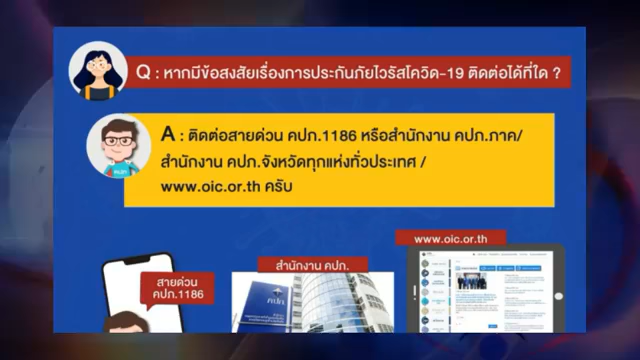 Q : หากมีข้อสงสัยเรื่องการประกันภัยไวรัสโควิด-19 ติดต่อได้ที่ใด ?
A : ติดต่อสายด่วน คปภ.1186 หรือสำนักงาน คปภ.ภาค/
สำนักงาน คปภ.จังหวัดทุกแห่งทั่วประเทศ /
www.oic.or.th ครับ
คปภ.
www.oic.or.th
สำนักงาน คปภ.
สายด่วน
คปภ.1186
คปภ.